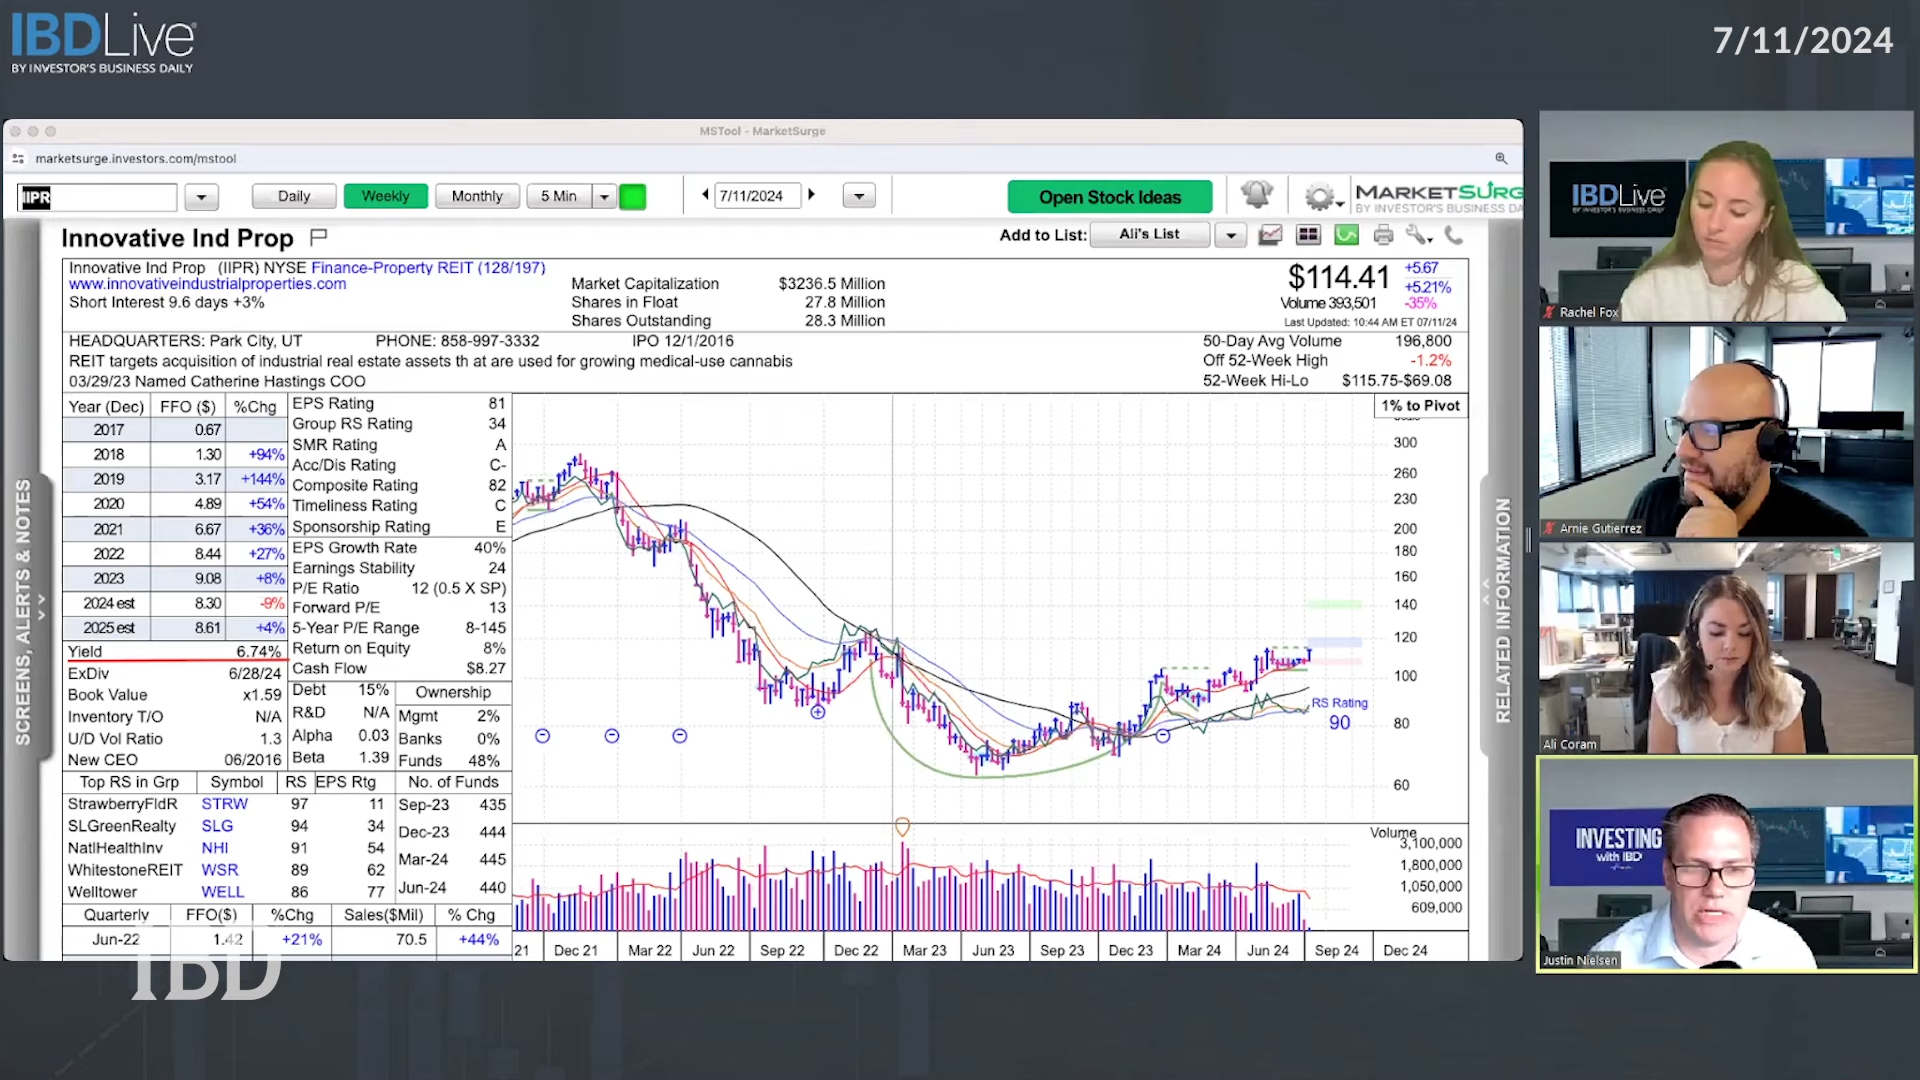 IBDLive
BY INVESTOR'S BUSINESS DAILY
7/11/2024
MSTool - MarketSurge
marketsurge.investors.com/mstool
IIPR
Daily
Weekly
Monthly
5 Min
7/11/2024
Open Stock Ideas
MARKETSURG
BY INVESTOR'S BUSINESS DA
Innovative Ind Prop
Add to List:
Ali's List
Innovative Ind Prop (IIPR) NYSE Finance-Property REIT (128/197)
www.innovativeindustrialproperties.com
Short Interest 9.6 days +3%
Market Capitalization $3236.5 Million
Shares in Float 27.8 Million
Shares Outstanding 28.3 Million
$114.41 +5.67
+5.21%
Volume 393,501 -35%
Last Updated: 10:44 AM ET 07/11/24
HEADQUARTERS: Park City, UT PHONE: 858-997-3332 IPO 12/1/2016
REIT targets acquisition of industrial real estate assets th at are used for growing medical-use cannabis
03/29/23 Named Catherine Hastings COO
50-Day Avg Volume 196,800
Off 52-Week High -1.2%
52-Week Hi-Lo $115.75-$69.08
Year (Dec) FFO ($) %Chg
2017 0.67
2018 1.30 +94%
2019 3.17 +144%
2020 4.89 +54%
2021 6.67 +36%
2022 8.44 +27%
2023 9.08 +8%
2024 est 8.30 -9%
2025 est 8.61 +4%
Yield 6.74%
ExDiv 6/28/24
Book Value x1.59
Inventory T/O N/A
U/D Vol Ratio 1.3
New CEO 06/2016
EPS Rating 81
Group RS Rating 34
SMR Rating A
Acc/Dis Rating C-
Composite Rating 82
Timeliness Rating C
Sponsorship Rating E
EPS Growth Rate 40%
Earnings Stability 24
P/E Ratio 12 (0.5 X SP)
Forward P/E 13
5-Year P/E Range 8-145
Return on Equity 8%
Cash Flow $8.27
Debt 15%
R&D N/A
Alpha 0.03
Beta 1.39
Ownership
Mgmt 2%
Banks 0%
Funds 48%
Top RS in Grp Symbol RS EPS Rtg
StrawberryFldR STRW 97 11
SLGreenRealty SLG 94 34
NatlHealthInv NHI 91 54
WhitestoneREIT WSR 89 62
Welltower WELL 86 77
No. of Funds
Sep-23 435
Dec-23 444
Mar-24 445
Jun-24 440
Quarterly FFO($) %Chg Sales($Mil) % Chg
Jun-22 1.42 +21% 70.5 +44%
1% to Pivot
300
260
230
200
180
160
140
120
100
80
60
RS Rating
90
Volume
3,100,000
1,800,000
1,050,000
609,000
21 Dec 21 Mar 22 Jun 22 Sep 22 Dec 22 Mar 23 Jun 23 Sep 23 Dec 23 Mar 24 Jun 24 Sep 24 Dec 24
SCREENS, ALERTS & NOTES
RELATED INFORMATION
IBD
IBDLive
BY INVESTOR'S BUSINESS DAILY
Rachel Fox
Arnie Gutierrez
Ali Coram
INVESTING
with IBD
Justin Nielsen